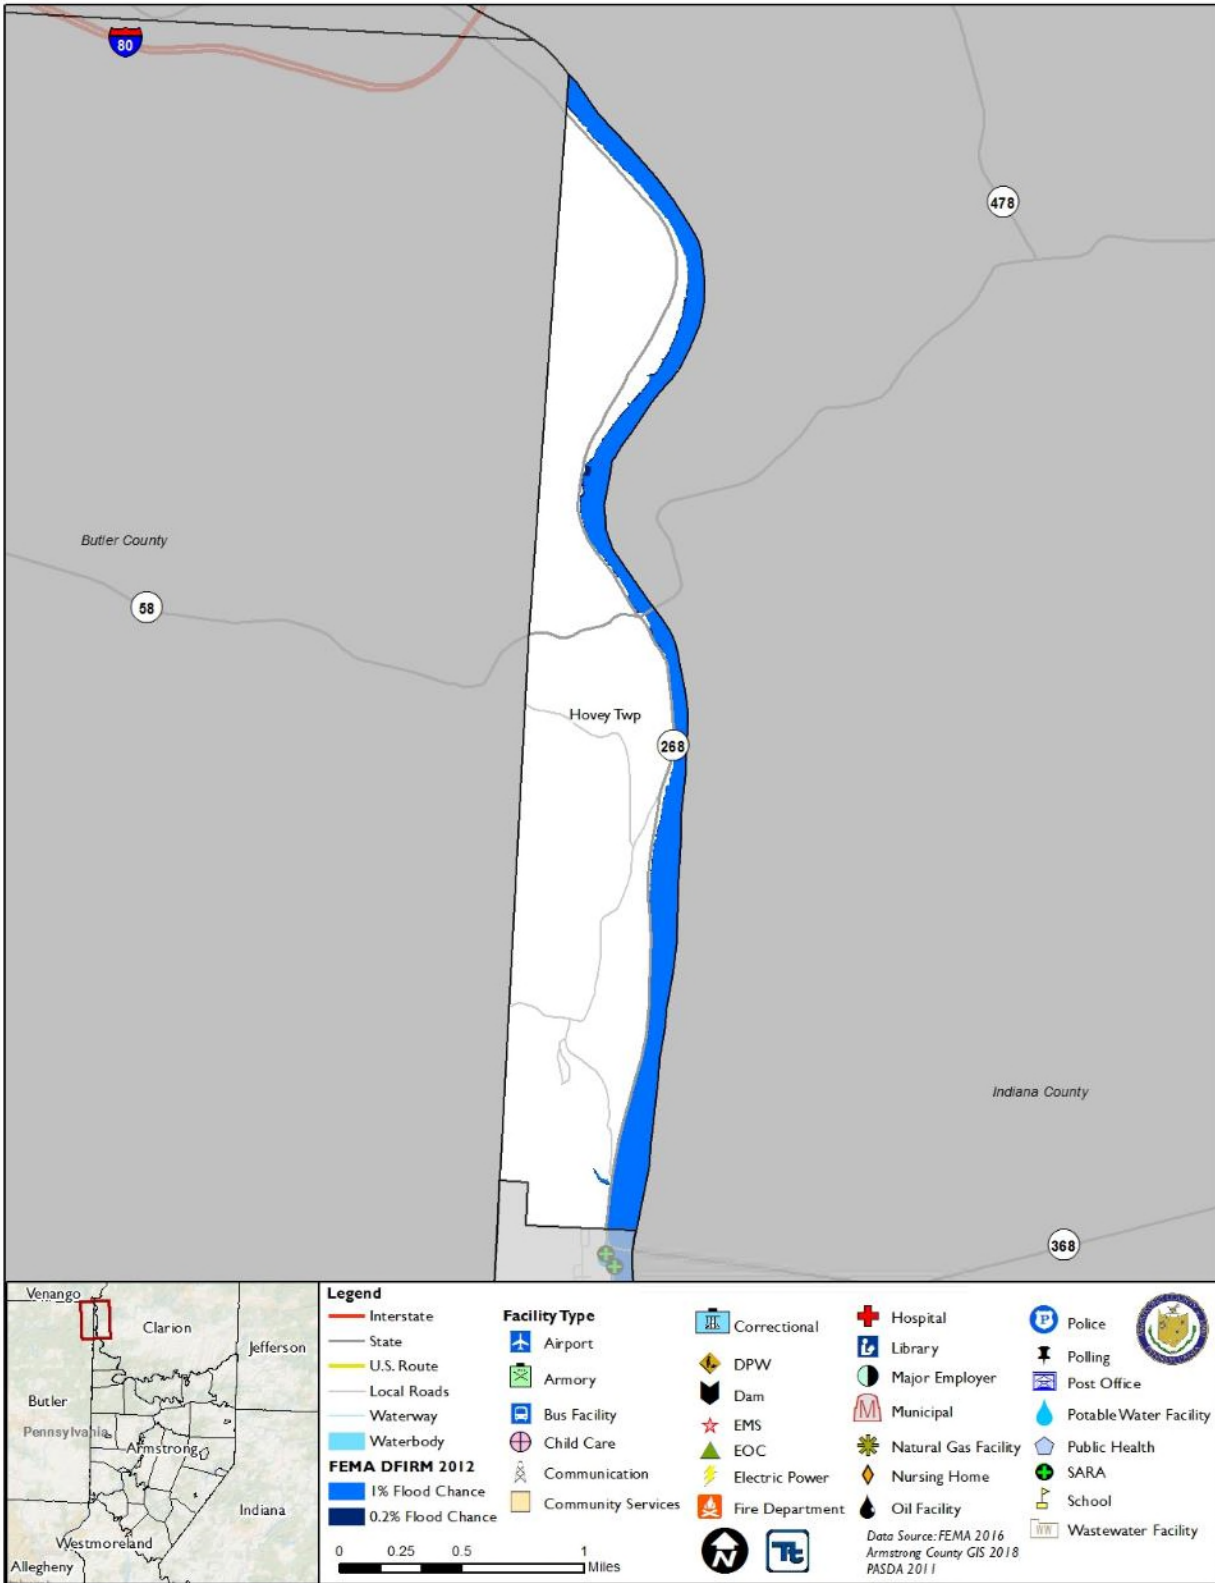 80
478
Butler County
58
Hovey Twp
268
Indiana County
368
Venango
Clarion
Jefferson
Butler
Pennsylvania
Armstrong
Indiana
Westmoreland
Allegheny
Legend
Interstate
State
U.S. Route
Local Roads
Waterway
Waterbody
FEMA DFIRM 2012
1% Flood Chance
0.2% Flood Chance
0 0.25 0.5 1
Miles
Facility Type
Airport
Armory
Bus Facility
Child Care
Communication
Community Services
Correctional
DPW
Dam
EMS
EOC
Electric Power
Fire Department
N
Tt
Hospital
Library
Major Employer
M
Municipal
Natural Gas Facility
Nursing Home
Oil Facility
Data Source: FEMA 2016
Armstrong County GIS 2018
PASDA 2011
P
Police
Polling
Post Office
Potable Water Facility
Public Health
SARA
School
WW
Wastewater Facility